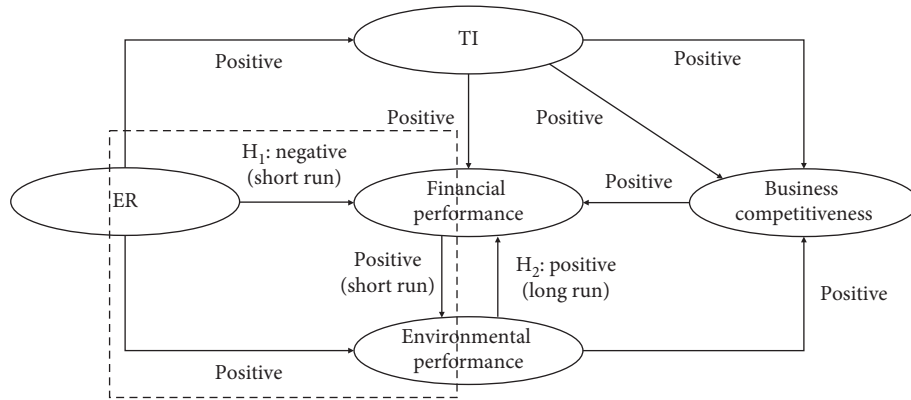 TI
Positive
Positive
Positive
Positive
H₁: negative
(short run)
ER
Financial
performance
Positive
Business
competitiveness
Positive
(short run)
H₂: positive
(long run)
Positive
Environmental
performance
Positive